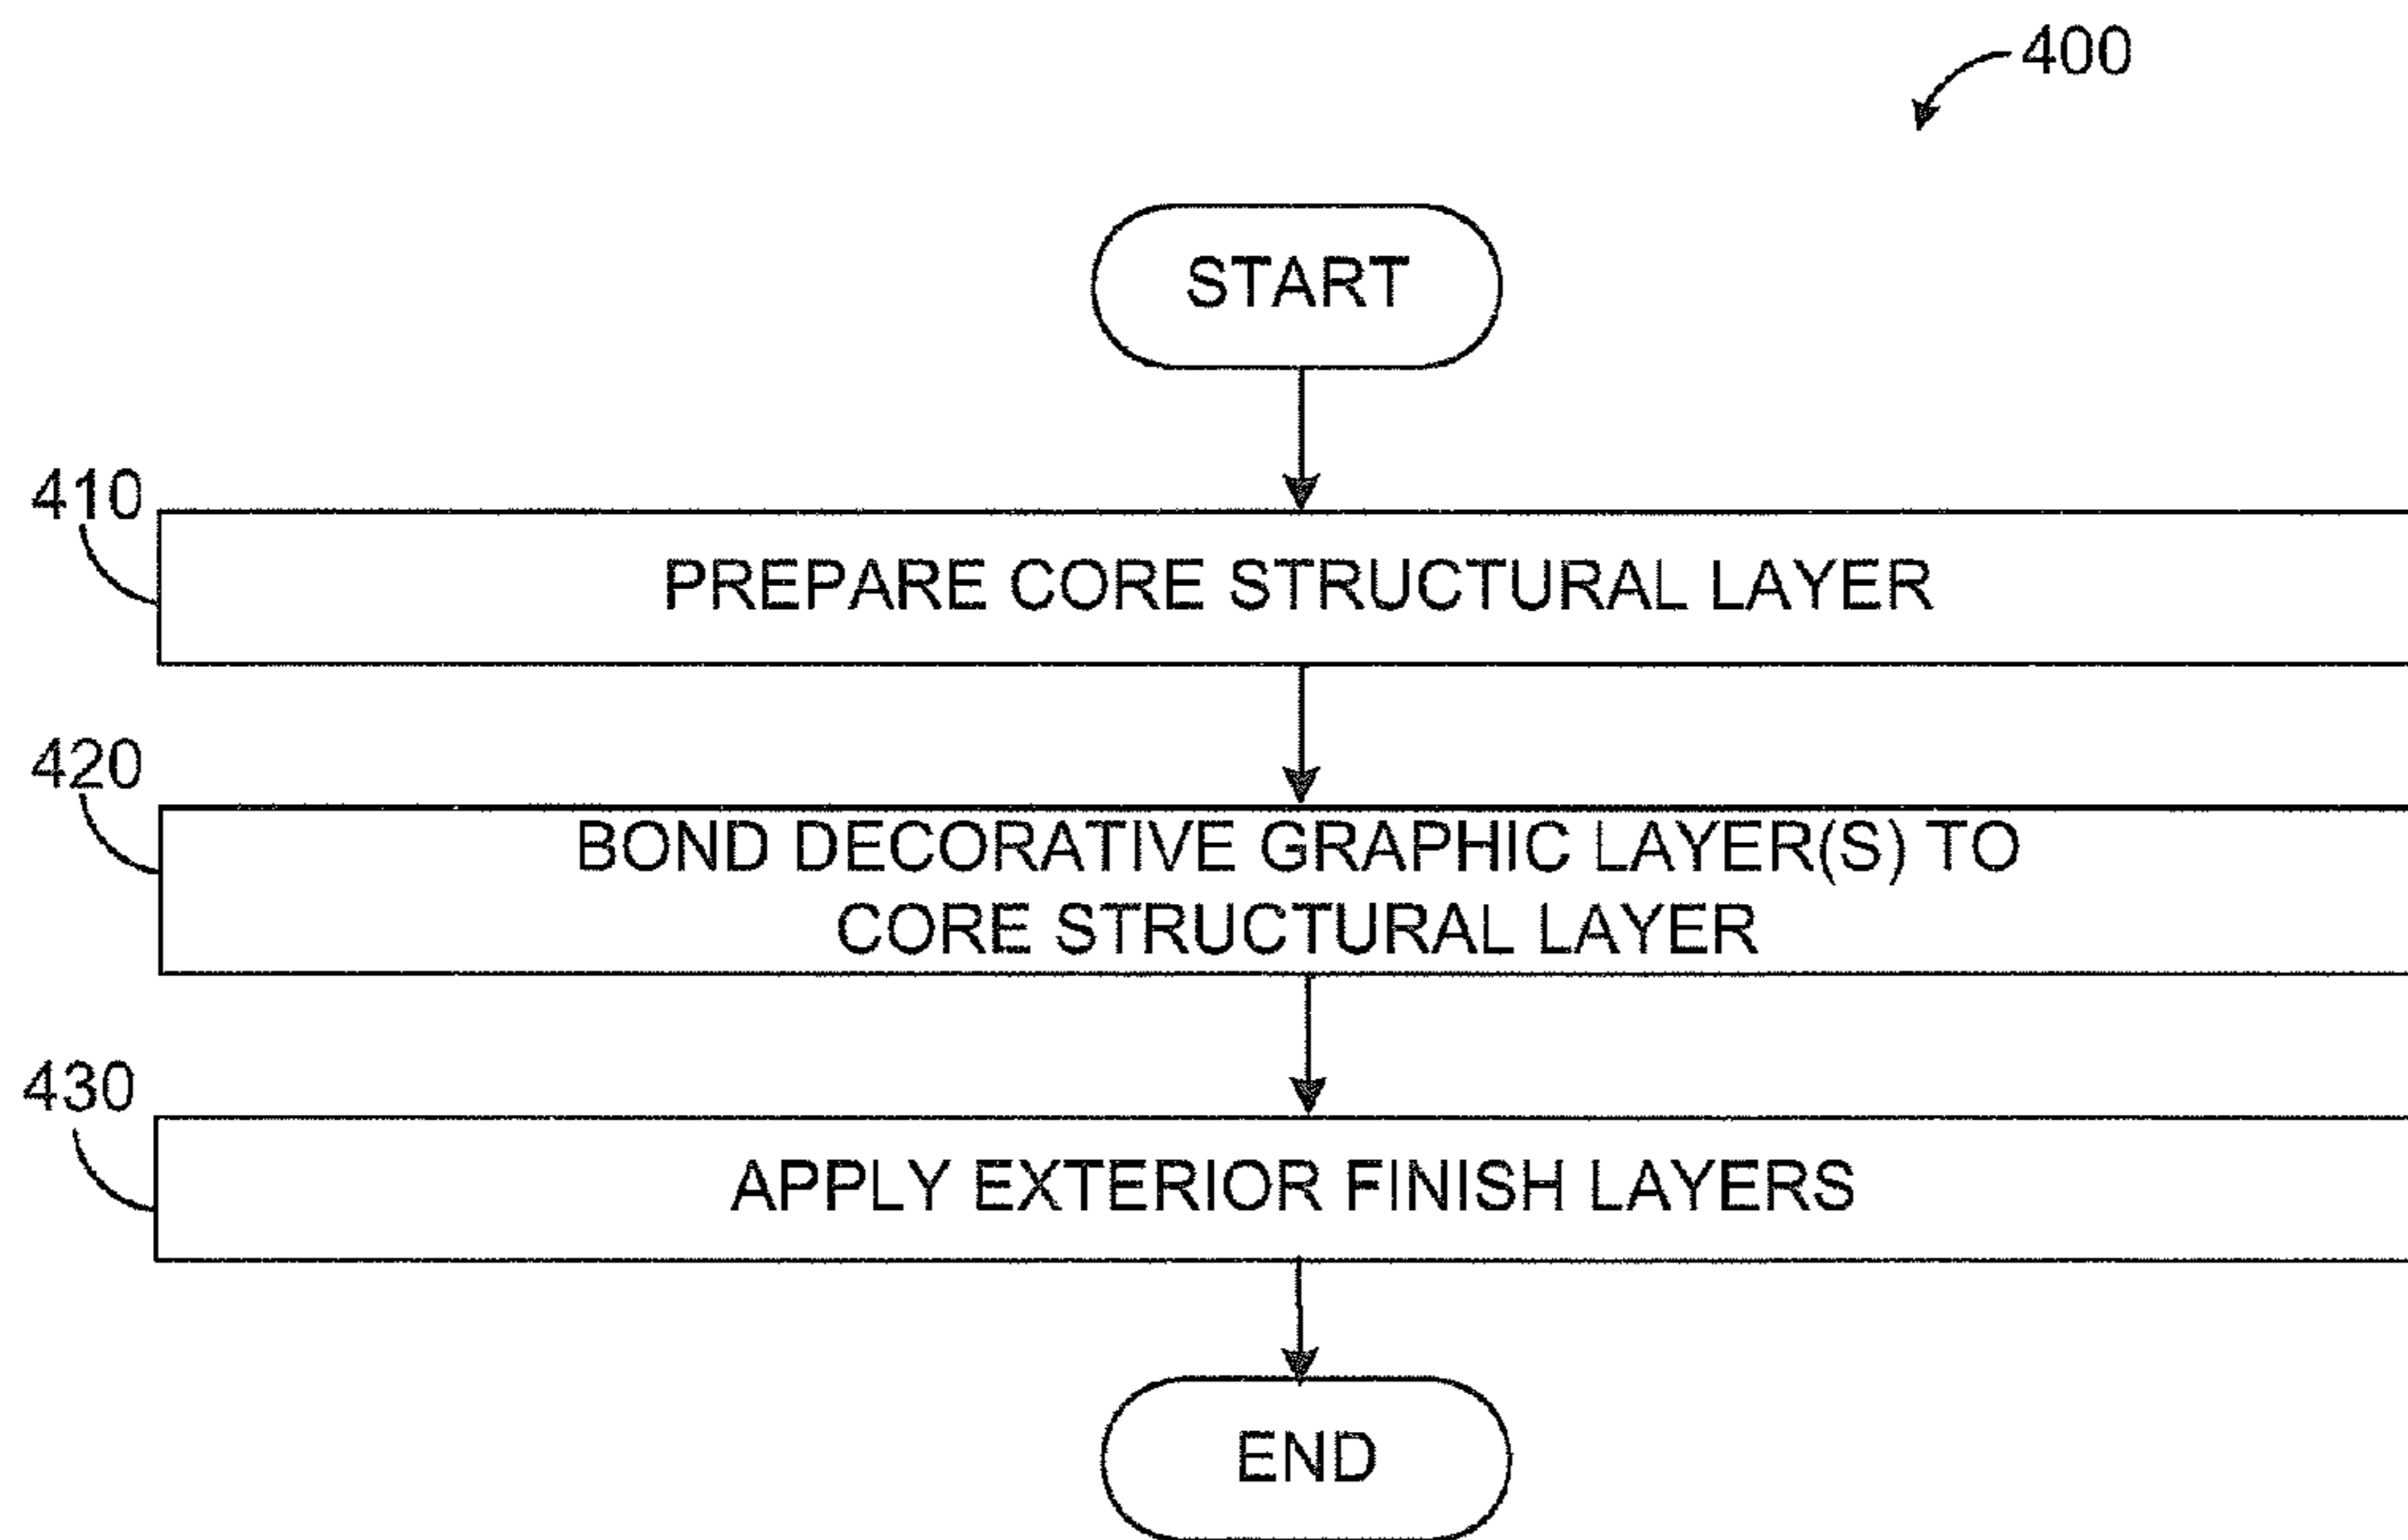 400
START
410
PREPARE CORE STRUCTURAL LAYER
420
BOND DECORATIVE GRAPHIC LAYER(S) TO
CORE STRUCTURAL LAYER
430
APPLY EXTERIOR FINISH LAYERS
END